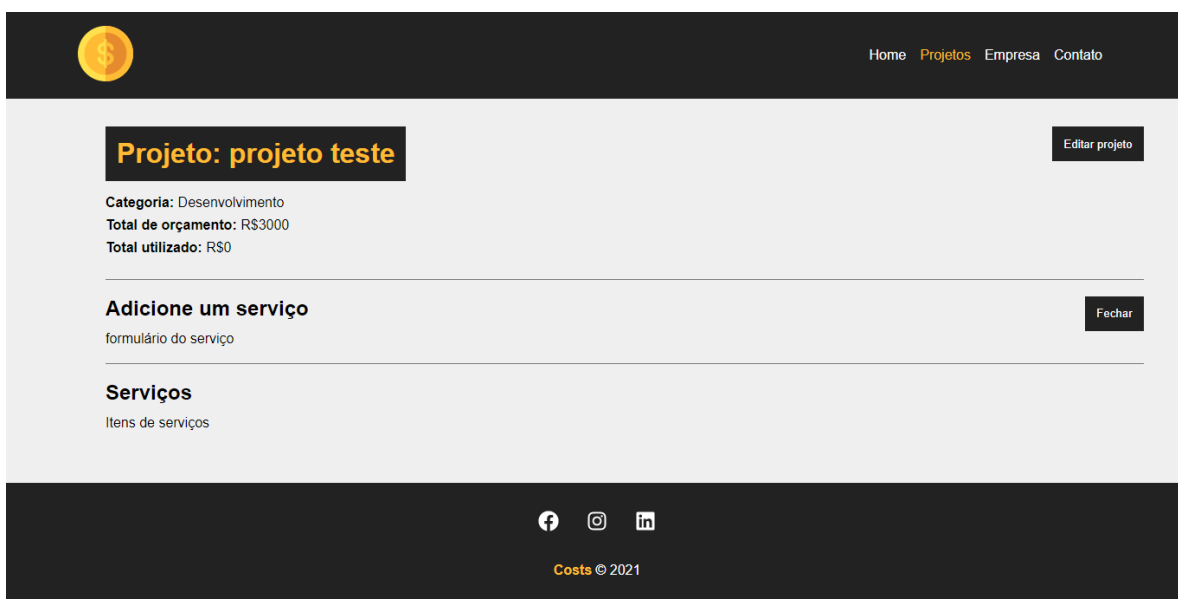 $
Home Projetos Empresa Contato
Projeto: projeto teste
Editar projeto
Categoria: Desenvolvimento
Total de orçamento: R$3000
Total utilizado: R$0
Adicione um serviço
Fechar
formulário do serviço
Serviços
Itens de serviços
Costs © 2021